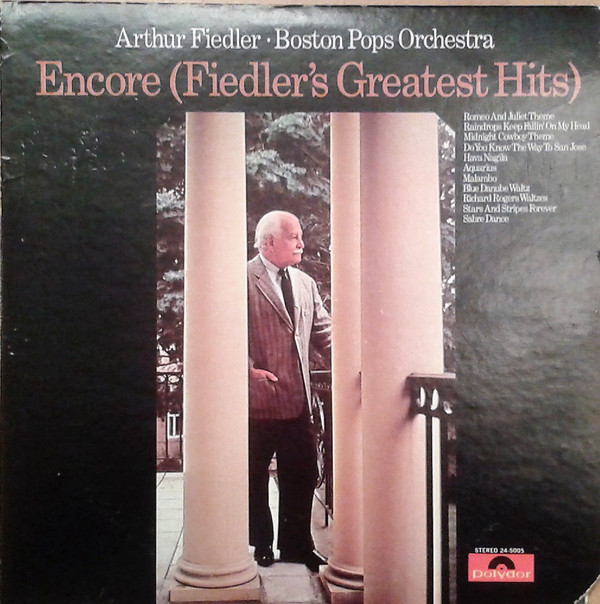 Arthur Fiedler · Boston Pops Orchestra
Encore (Fiedler's Greatest Hits)
Romeo And Juliet Theme
Raindrops Keep Fallin' On My Head
Midnight Cowboy Theme
Do You Know The Way To San Jose
Hava Nagila
Aquarius
Malambo
Blue Danube Waltz
Richard Rogers Waltzes
Stars And Stripes Forever
Sabre Dance
STEREO 24-5005
Polydor